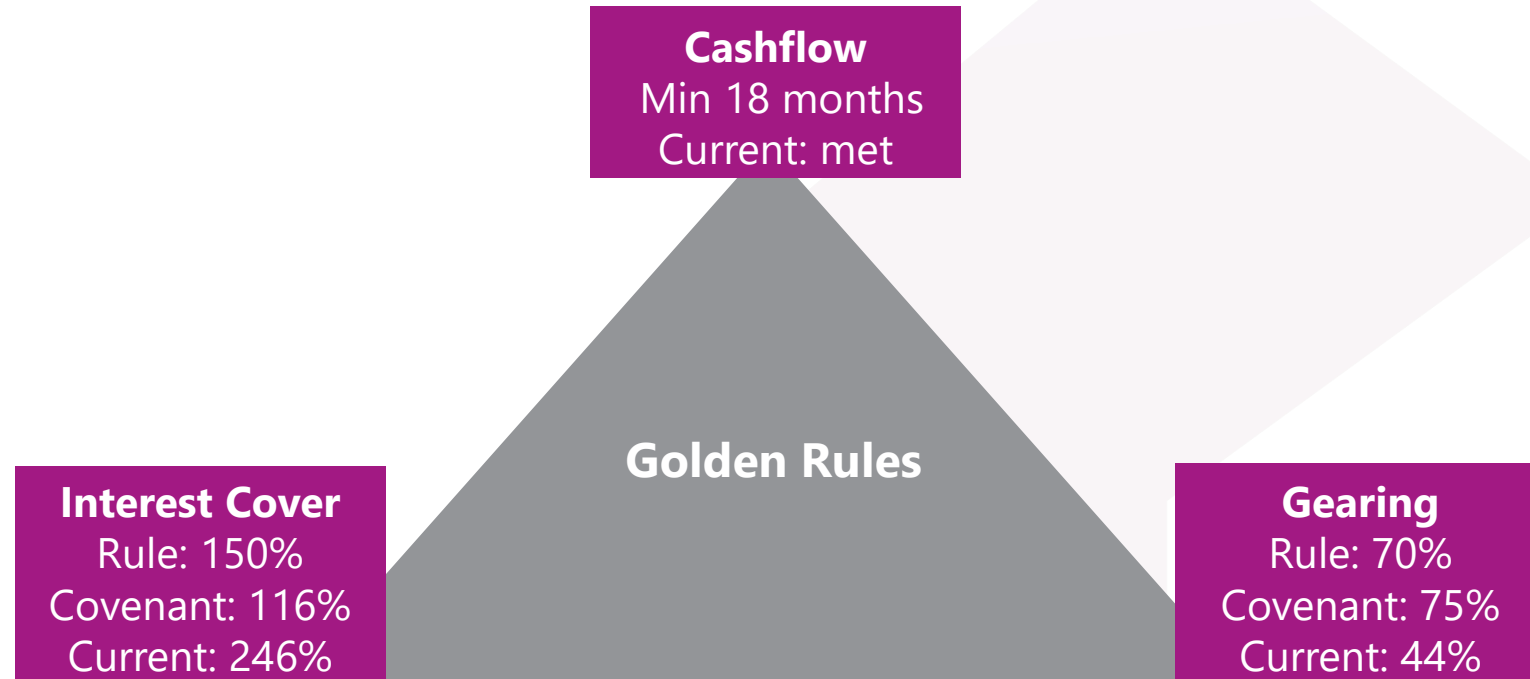 Cashflow
Min 18 months
Current: met
Golden Rules
Interest Cover
Rule: 150%
Covenant: 116%
Current: 246%
Gearing
Rule: 70%
Covenant: 75%
Current: 44%